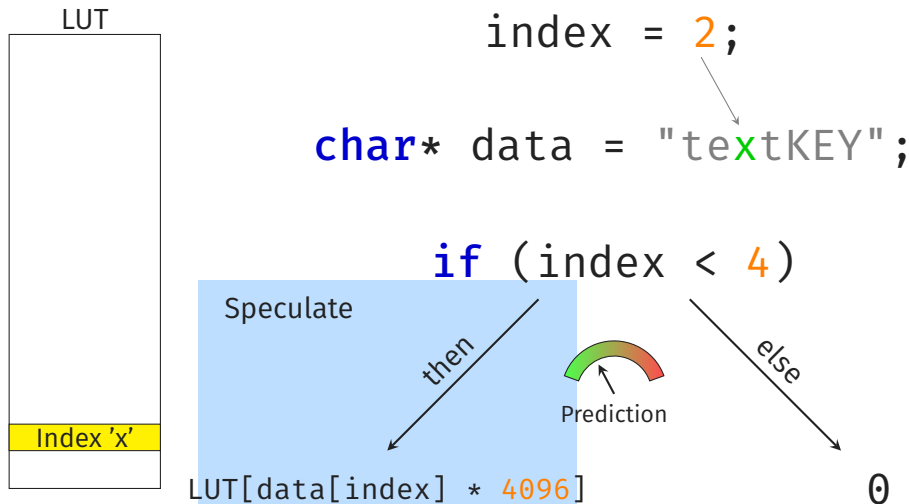 LUT
index = 2;
char* data = "textKEY";
if (index < 4)
Speculate
then
else
Prediction
Index ’x’
LUT[data[index] * 4096]
0